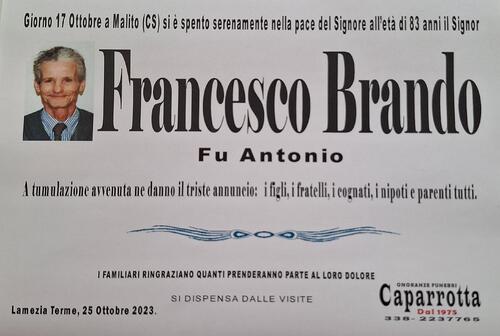 Giorno 17 Ottobre a Malito (CS) si è spento serenamente nella pace del Signore all'età di 83 anni il Signor
Francesco Brando
Fu Antonio
A tumulazione avvenuta ne danno il triste annuncio: i figli, i fratelli, i cognati, i nipoti e parenti tutti.
I FAMILIARI RINGRAZIANO QUANTI PRENDERANNO PARTE AL LORO DOLORE
SI DISPENSA DALLE VISITE
Lamezia Terme, 25 Ottobre 2023.
ONORANZE FUNEBRI
Caparrotta
Dal 1975
338- 2237765